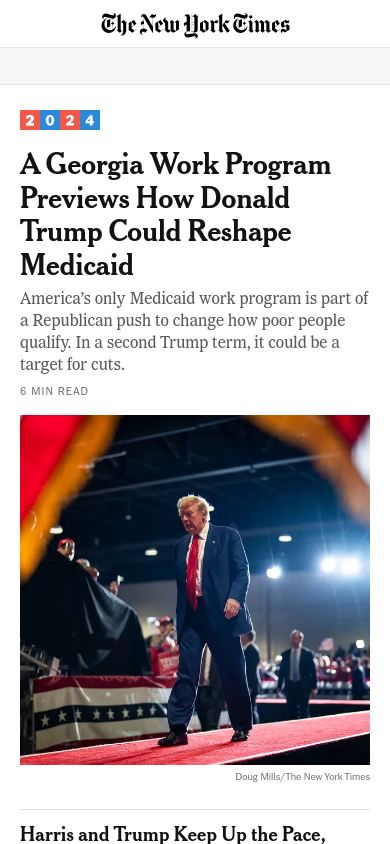 The New York Times
2024
A Georgia Work Program
Previews How Donald
Trump Could Reshape
Medicaid
America’s only Medicaid work program is part of
a Republican push to change how poor people
qualify. In a second Trump term, it could be a
target for cuts.
6 MIN READ
Doug Mills/The New York Times
Harris and Trump Keep Up the Pace,